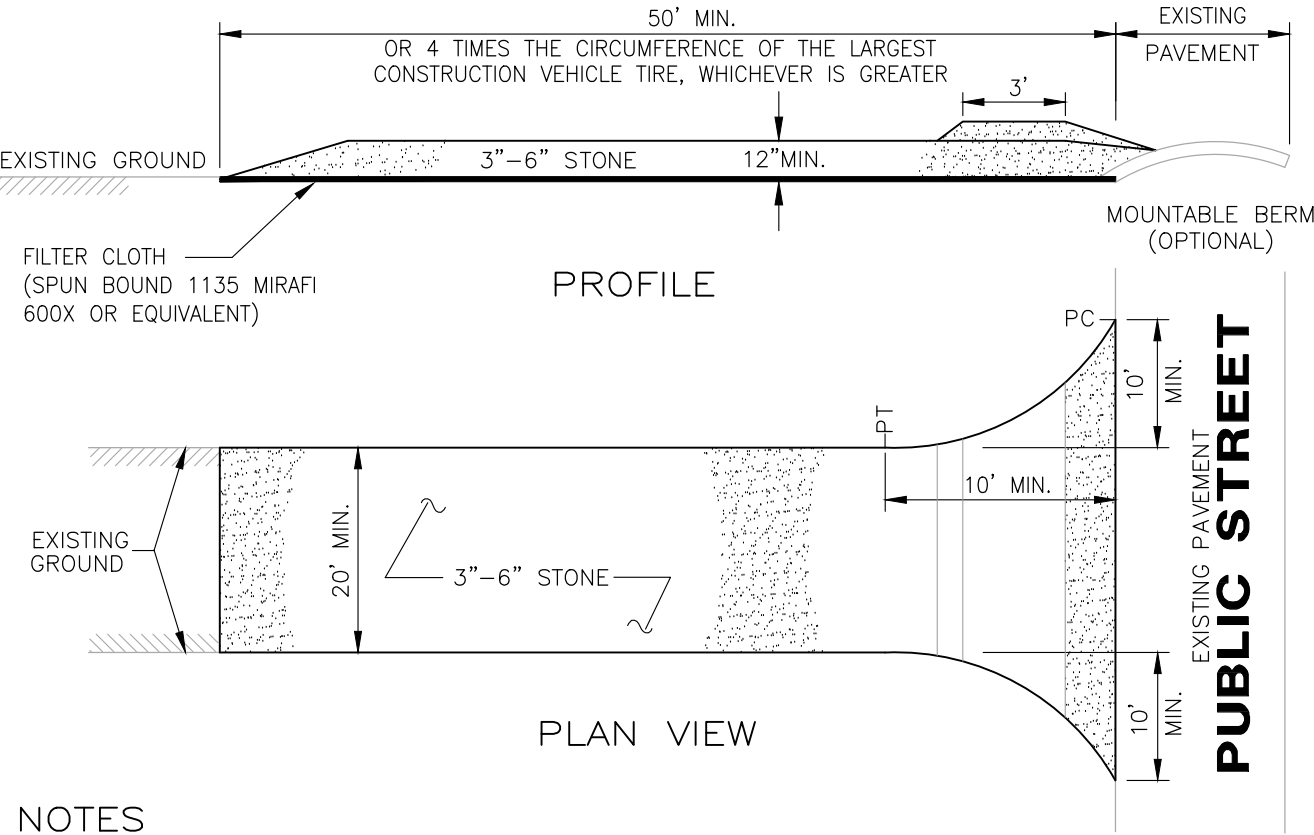 50' MIN.
OR 4 TIMES THE CIRCUMFERENCE OF THE LARGEST
CONSTRUCTION VEHICLE TIRE, WHICHEVER IS GREATER
EXISTING
PAVEMENT
3'
EXISTING GROUND
3"-6" STONE
12"MIN.
MOUNTABLE BERM
(OPTIONAL)
FILTER CLOTH
(SPUN BOUND 1135 MIRAFI
600X OR EQUIVALENT)
PROFILE
PC
10'
MIN.
PT
10' MIN.
EXISTING
GROUND
20' MIN.
3"-6" STONE
EXISTING PAVEMENT
PUBLIC STREET
10'
MIN.
PLAN VIEW
NOTES